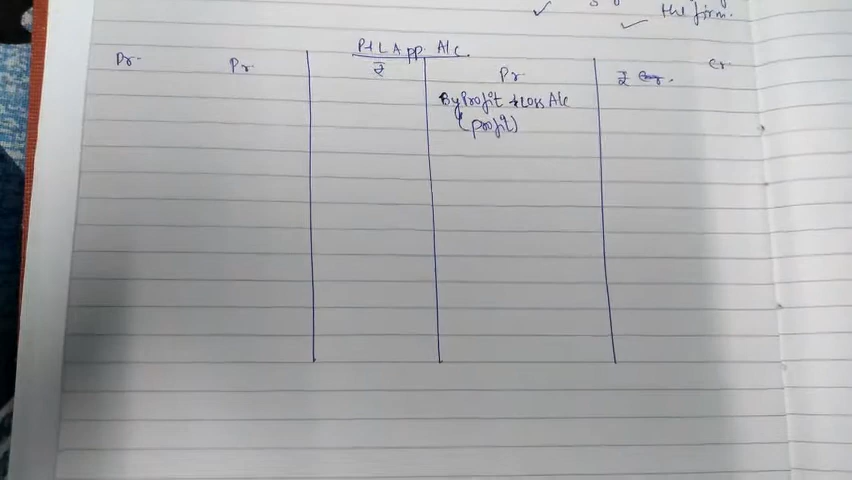 the firm.
P&L App. A/c
Dr. Pr ₹ Pr ₹ Cr
By Profit & Loss A/c
(profit)